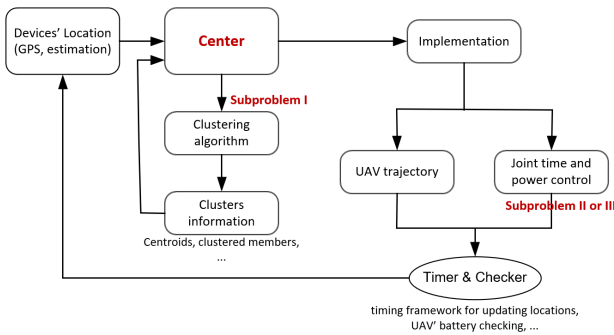 Devices' Location
(GPS, estimation)
Center
Implementation
Subproblem I
Clustering
algorithm
UAV trajectory
Joint time and
power control
Clusters
information
Subproblem II or III
Centroids, clustered members,
...
Timer & Checker
timing framework for updating locations,
UAV' battery checking, ...